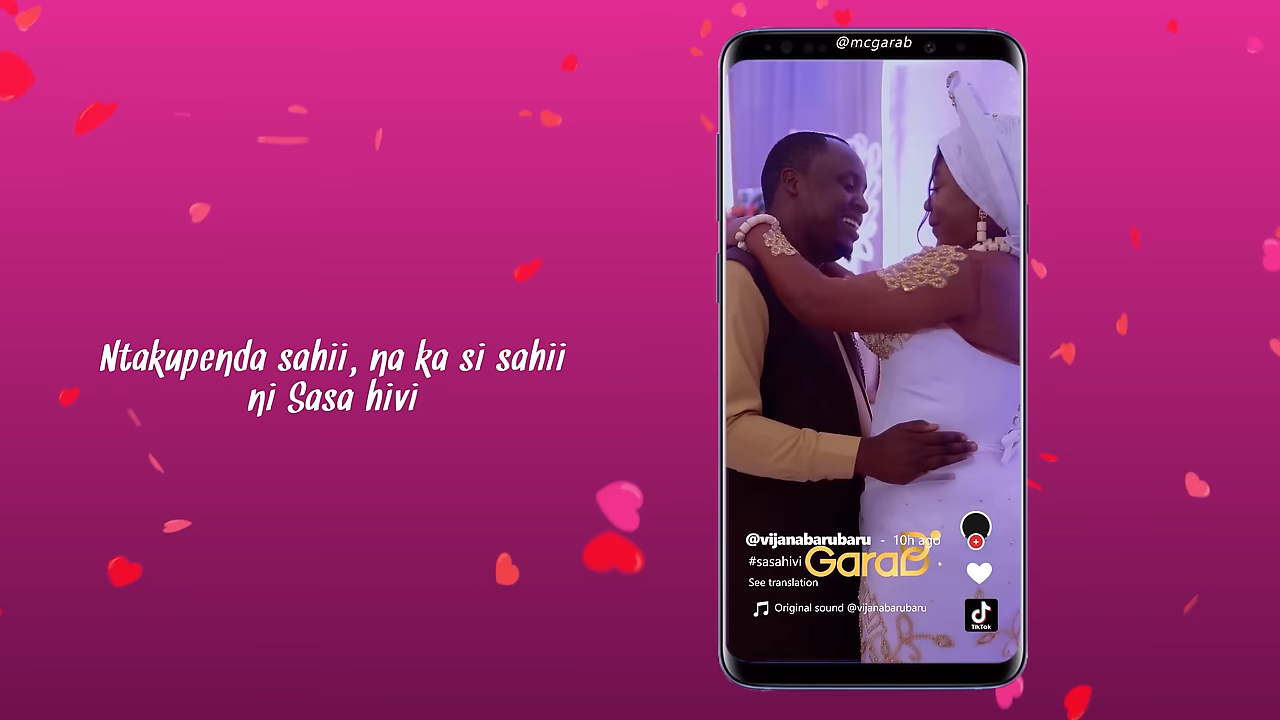 @mcgarab
Ntakupenda sahii, na ka si sahii
ni Sasa hivi
@vijanabarubaru - 10h ago
#sasahivi
GaraB
See translation
Original sound @vijanabarubaru
TikTok